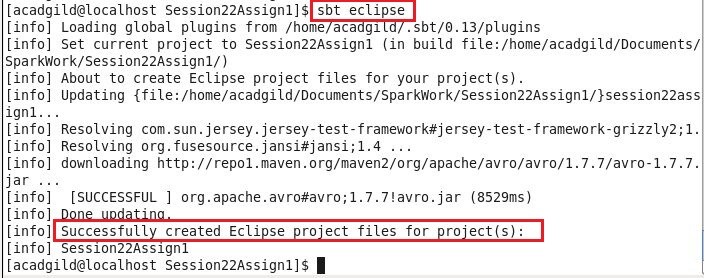 [acadgild@localhost Session22Assign1]$ sbt eclipse
[info] Loading global plugins from /home/acadgild/.sbt/0.13/plugins
[info] Set current project to Session22Assign1 (in build file:/home/acadgild/Documents/
SparkWork/Session22Assign1/)
[info] About to create Eclipse project files for your project(s).
[info] Updating {file:/home/acadgild/Documents/SparkWork/Session22Assign1/}session22ass
ign1...
[info] Resolving com.sun.jersey.jersey-test-framework#jersey-test-framework-grizzly2;1.
[info] Resolving org.fusesource.jansi#jansi;1.4 ...
[info] downloading http://repo1.maven.org/maven2/org/apache/avro/avro/1.7.7/avro-1.7.7.
jar ...
[info]  [SUCCESSFUL ] org.apache.avro#avro;1.7.7!avro.jar (8529ms)
[info] Done updating.
[info] Successfully created Eclipse project files for project(s):
[info] Session22Assign1
[acadgild@localhost Session22Assign1]$